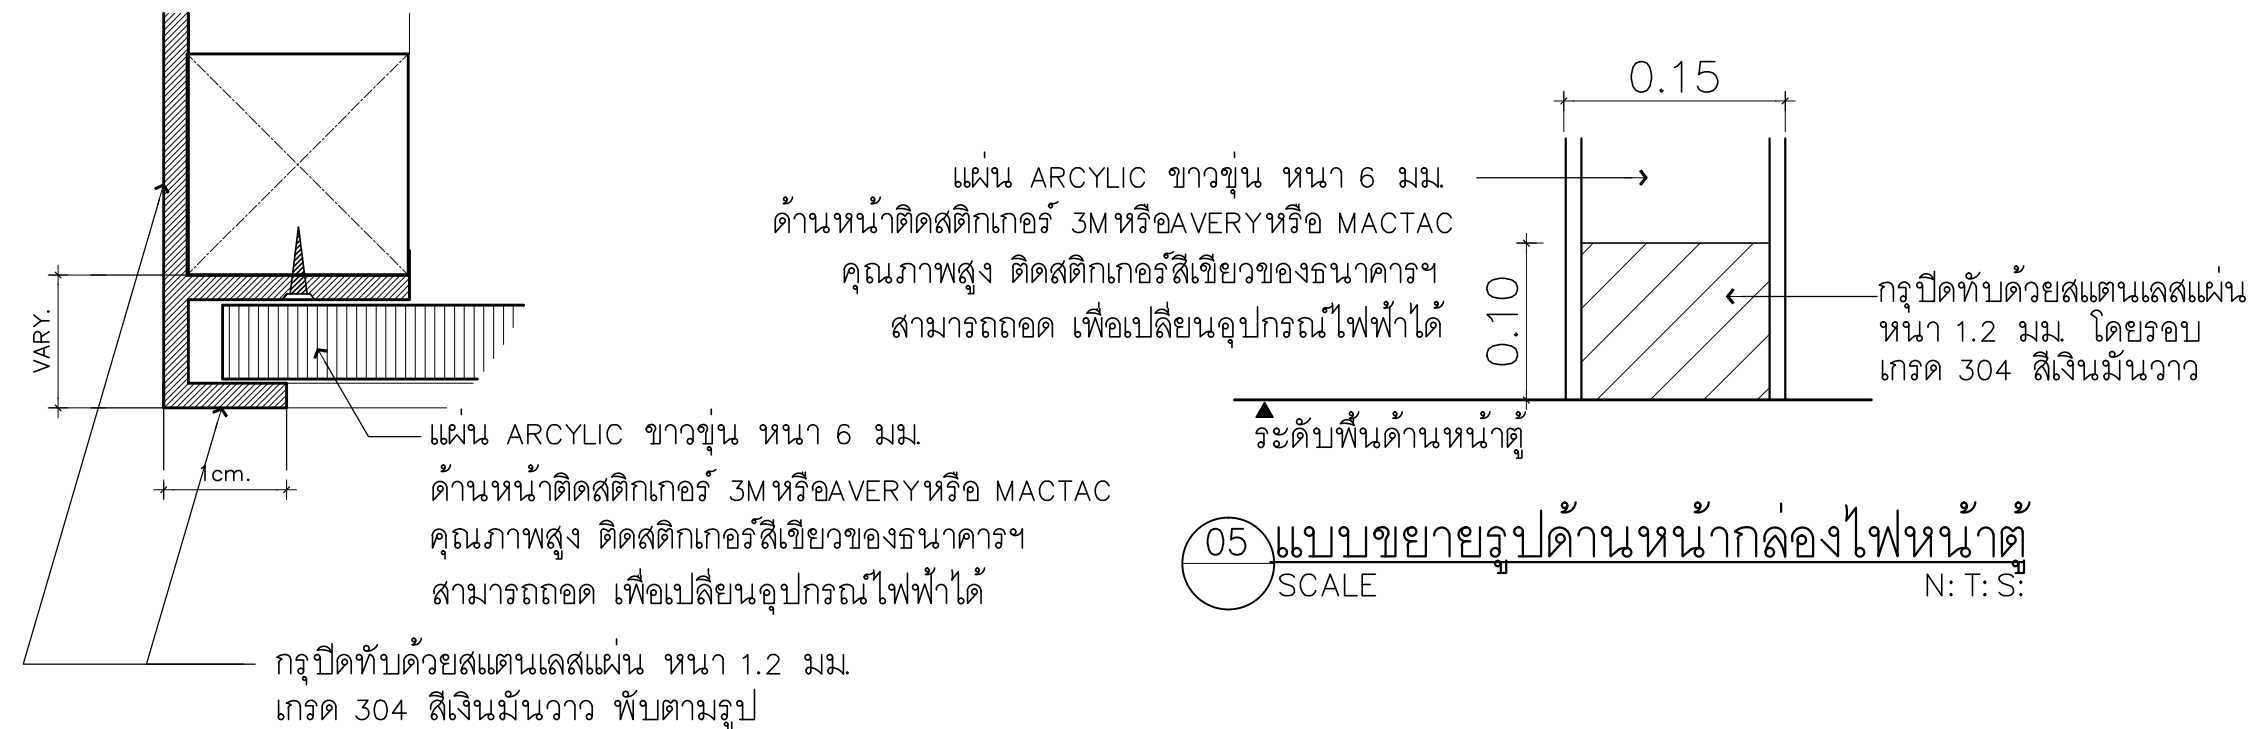 VARY.
1cm.
แผ่น ARCYLIC ขาวขุ่น หนา 6 มม.
ด้านหน้าติดสติกเกอร์ 3Mหรือ AVERYหรือ MACTAC
คุณภาพสูง ติดสติกเกอร์สีเขียวของธนาคารฯ
สามารถถอด เพื่อเปลี่ยนอุปกรณ์ไฟฟ้าได้
กรุปิดทับด้วยสแตนเลสแผ่น หนา 1.2 มม.
เกรด 304 สีเงินมันวาว พับตามรูป
0.15
แผ่น ARCYLIC ขาวขุ่น หนา 6 มม.
ด้านหน้าติดสติกเกอร์ 3Mหรือ AVERYหรือ MACTAC
คุณภาพสูง ติดสติกเกอร์สีเขียวของธนาคารฯ
สามารถถอด เพื่อเปลี่ยนอุปกรณ์ไฟฟ้าได้
0.10
กรุปิดทับด้วยสแตนเลสแผ่น
หนา 1.2 มม. โดยรอบ
เกรด 304 สีเงินมันวาว
ระดับพื้นด้านหน้าตู้
05 แบบขยายรูปด้านหน้ากล่องไฟหน้าตู้
SCALE N: T: S: